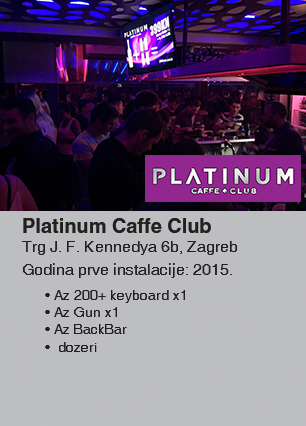 PLATINUM
399KN
PLATINUM
CAFFE • CLUB
Platinum Caffe Club
Trg J. F. Kennedya 6b, Zagreb
Godina prve instalacije: 2015.
• Az 200+ keyboard x1
• Az Gun x1
• Az BackBar
• dozeri